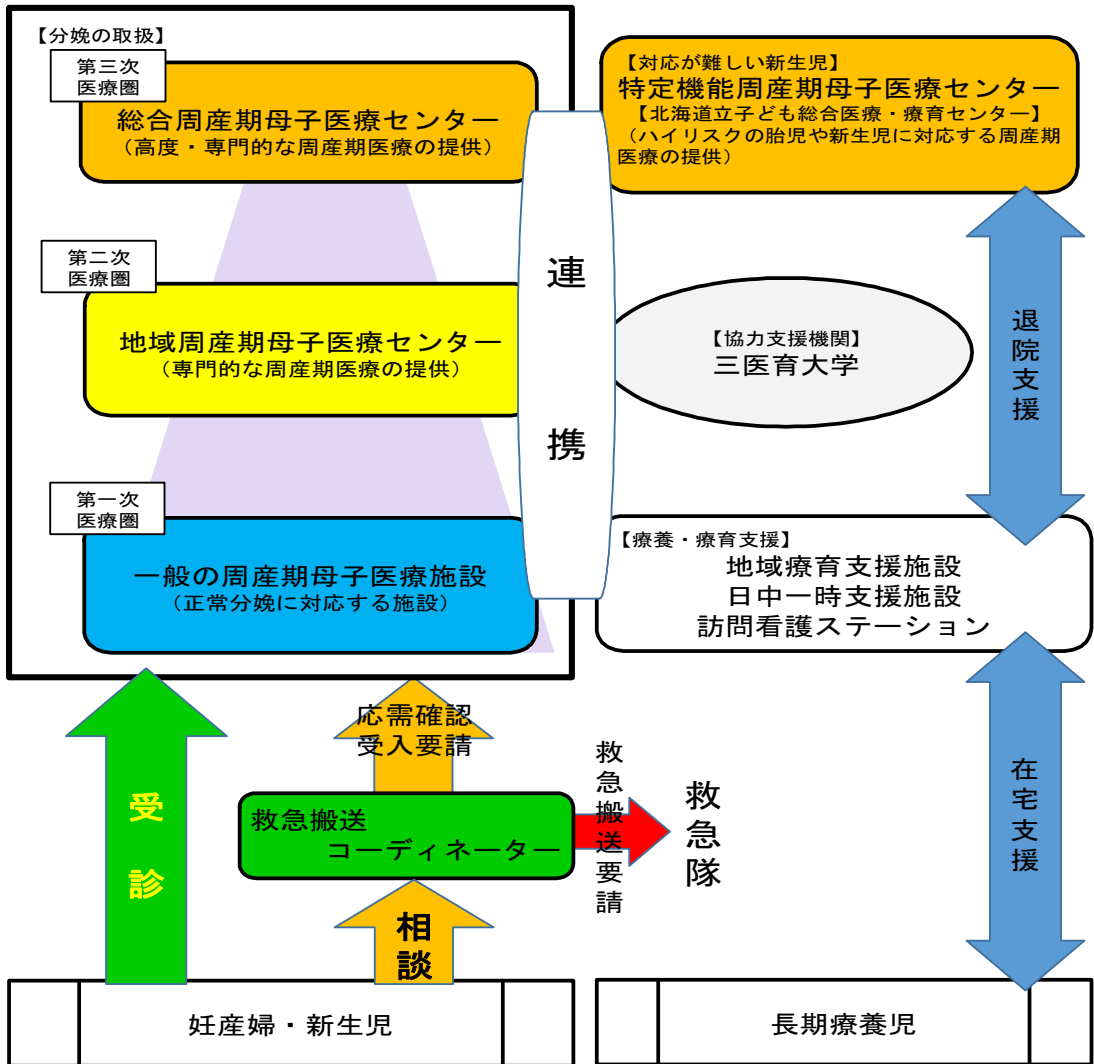 【分娩の取扱】
第三次
医療圏
総合周産期母子医療センター
(高度・専門的な周産期医療の提供)
第二次
医療圏
地域周産期母子医療センター
(専門的な周産期医療の提供)
第一次
医療圏
一般の周産期母子医療施設
(正常分娩に対応する施設)
連携
【対応が難しい新生児】
特定機能周産期母子医療センター
【北海道立子ども総合医療・療育センター】
(ハイリスクの胎児や新生児に対応する周産期
医療の提供)
【協力支援機関】
三医育大学
退院支援
【療養・療育支援】
地域療育支援施設
日中一時支援施設
訪問看護ステーション
在宅支援
受診
応需確認
受入要請
救急搬送
コーディネーター
救急搬送要請
救急隊
相談
妊産婦・新生児
長期療養児